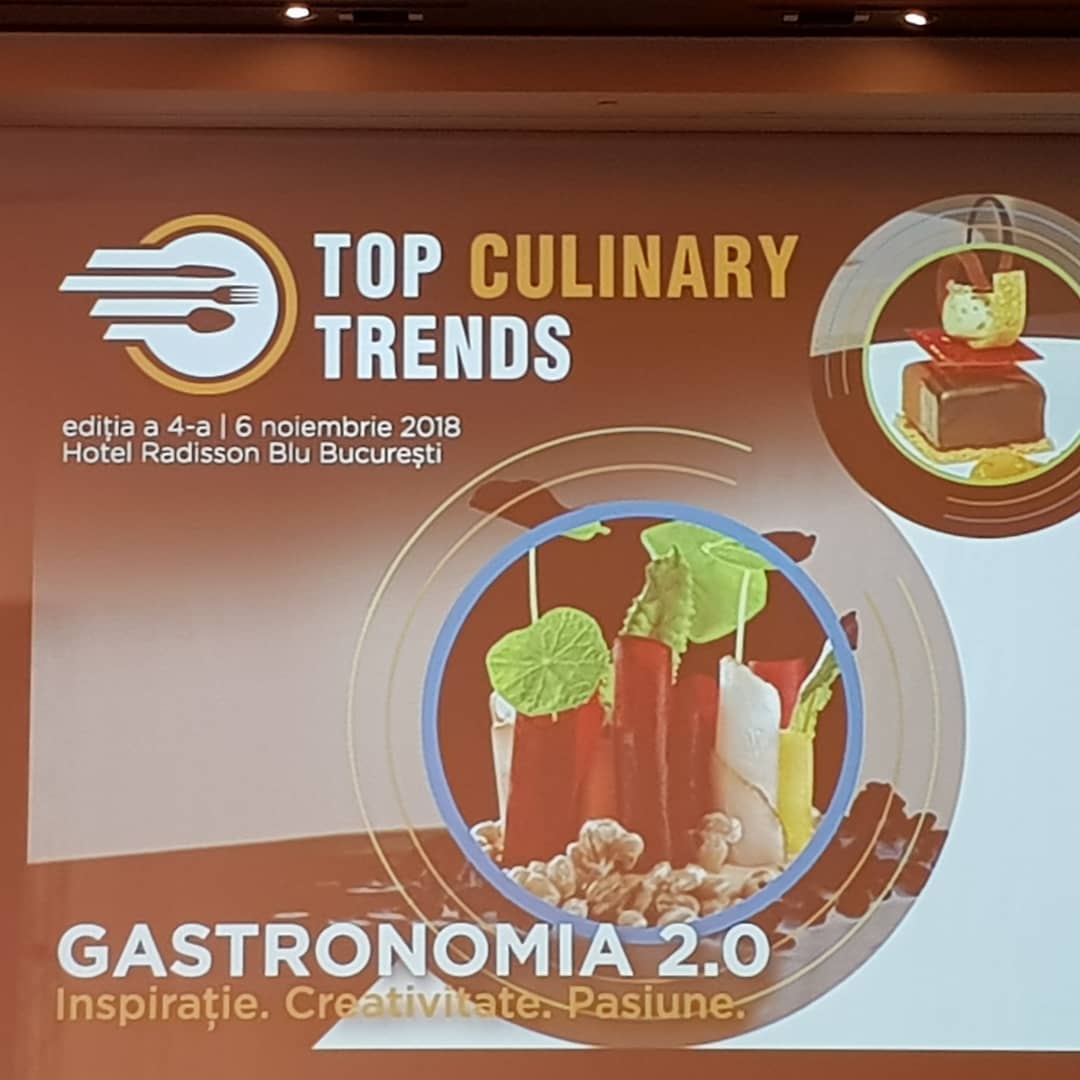 TOP CULINARY
TRENDS
ediția a 4-a | 6 noiembrie 2018
Hotel Radisson Blu București
GASTRONOMIA 2.0
Inspirație. Creativitate. Pasiune.